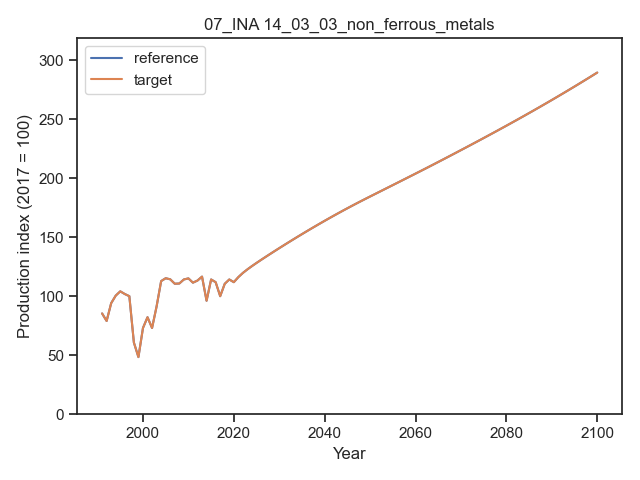 07_INA 14_03_03_non_ferrous_metals
reference
target
Production index (2017 = 100)
300
250
200
150
100
50
0
2000 2020 2040 2060 2080 2100
Year